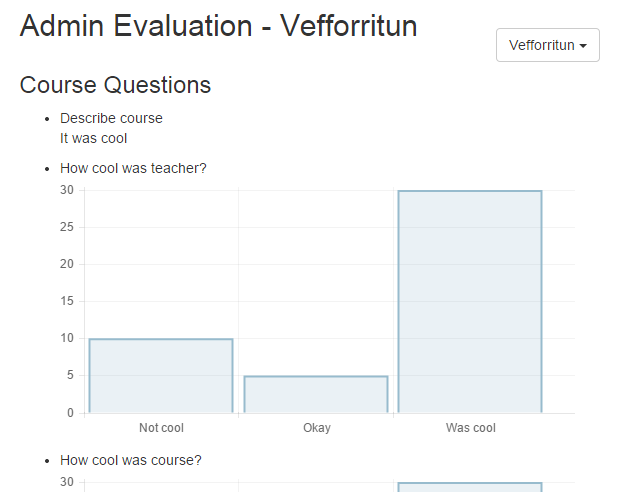 Admin Evaluation - Vefforritun
Vefforritun
Course Questions
Describe course
It was cool
How cool was teacher?
30
25
20
15
10
5
0
Not cool
Okay
Was cool
How cool was course?
30